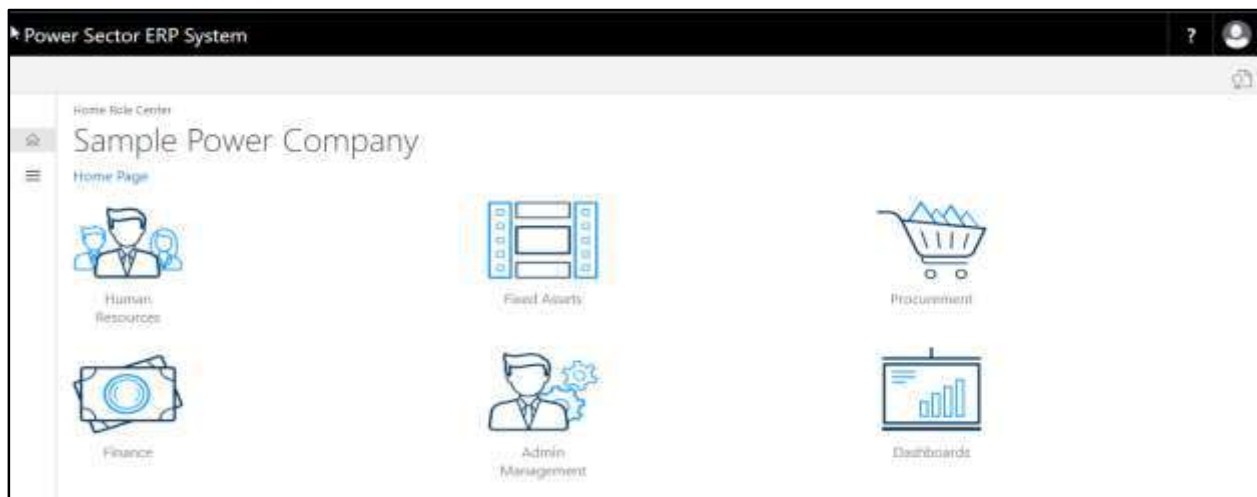 Power Sector ERP System
?
Home Role Center
Sample Power Company
Home Page
Human
Resources
Fixed Assets
Procurement
Finance
Admin
Management
Dashboards